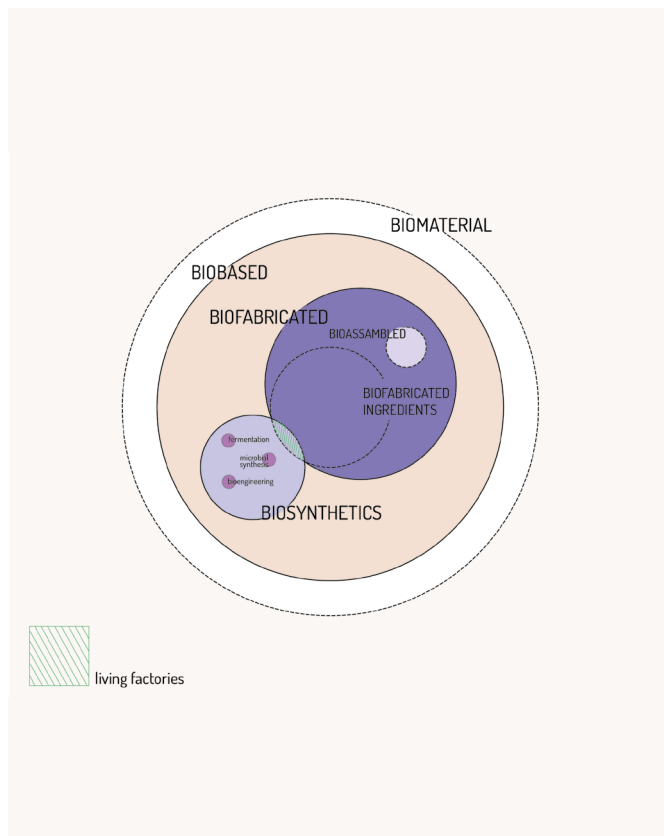 BIOMATERIAL
BIOBASED
BIOFABRICATED
BIOASSAMBLED
BIOFABRICATED
INGREDIENTS
fermentation
microbial
synthesis
bioengineering
BIOSYNTHETICS
living factories